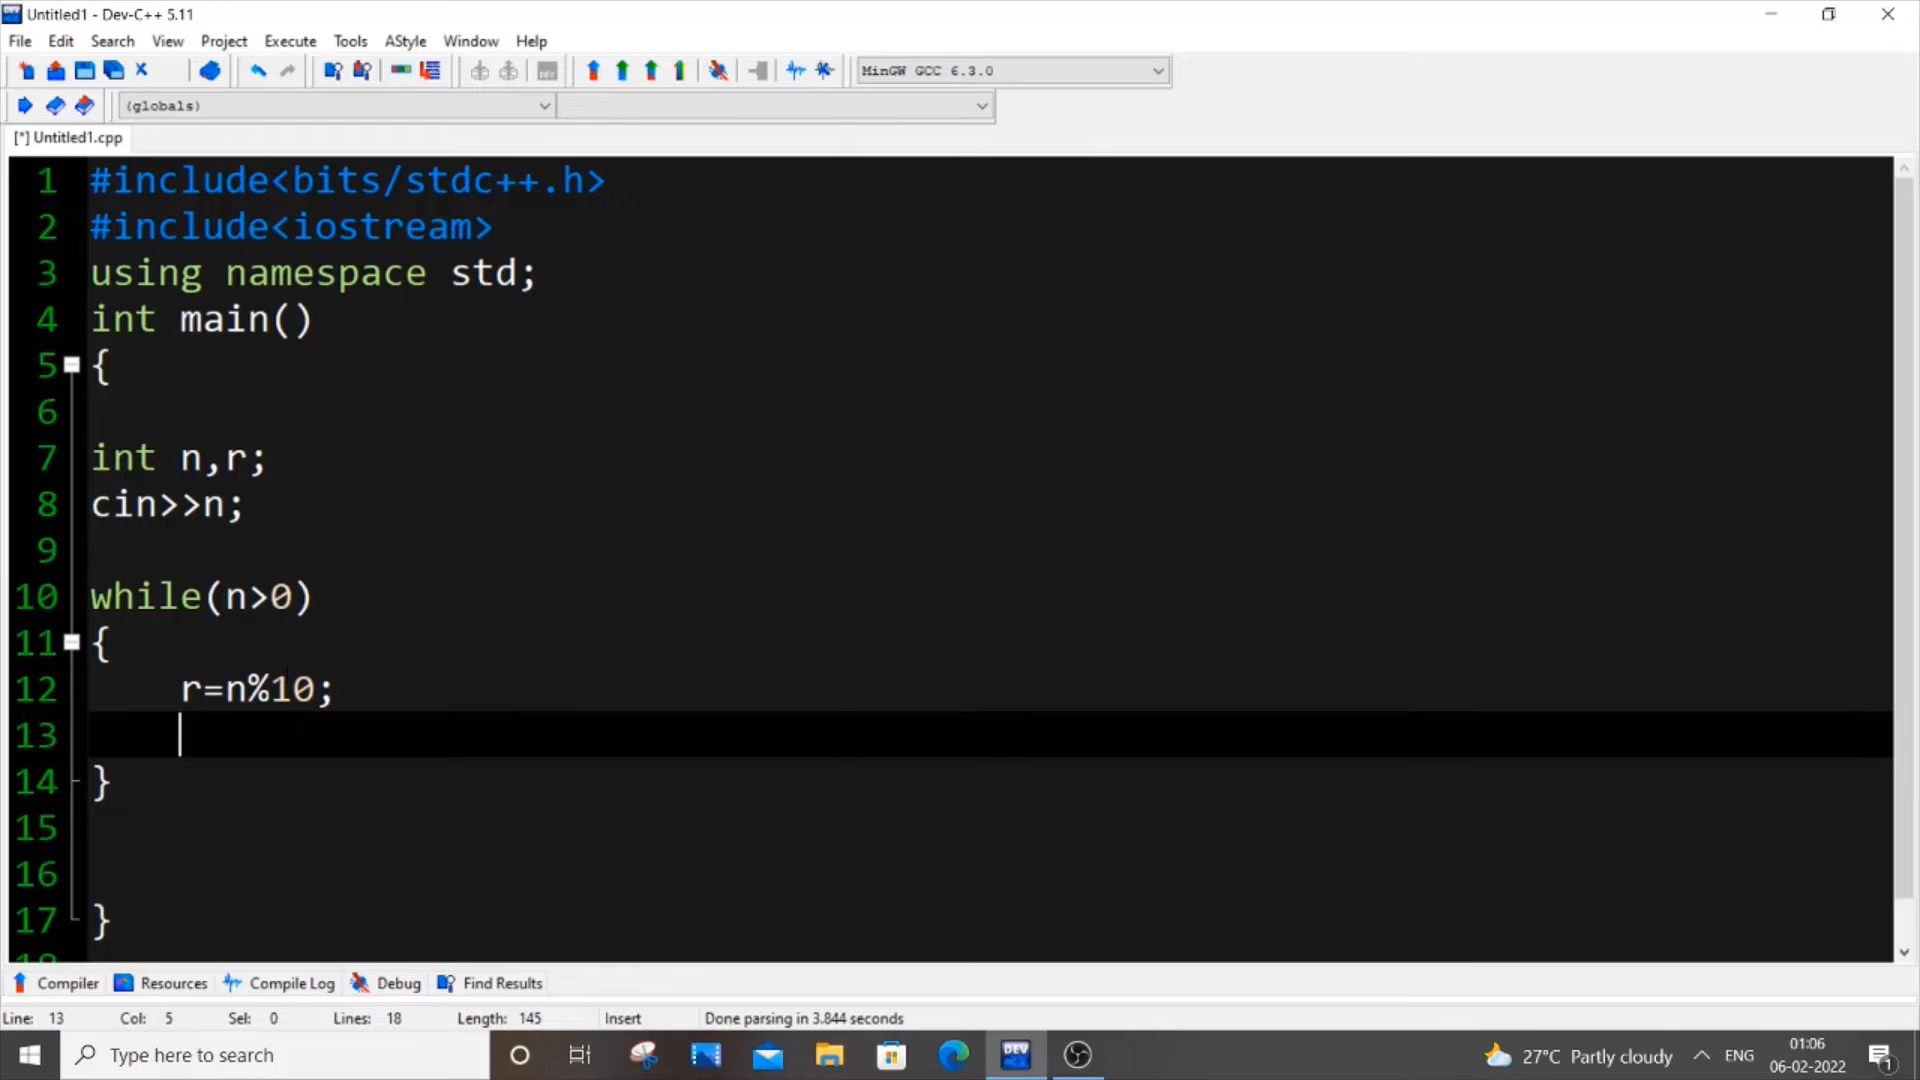 Untitled1 - Dev-C++ 5.11
File Edit Search View Project Execute Tools AStyle Window Help
MinGW GCC 6.3.0
(globals)
[*] Untitled1.cpp
1 #include<bits/stdc++.h>
2 #include<iostream>
3 using namespace std;
4 int main()
5 {
6
7 int n,r;
8 cin>>n;
9
10 while(n>0)
11 {
12 r=n%10;
13
14 }
15
16
17 }
18
Compiler Resources Compile Log Debug Find Results
Line: 13 Col: 5 Sel: 0 Lines: 18 Length: 145 Insert Done parsing in 3.844 seconds
Type here to search DEV 27°C Partly cloudy ENG 01:06
06-02-2022 1